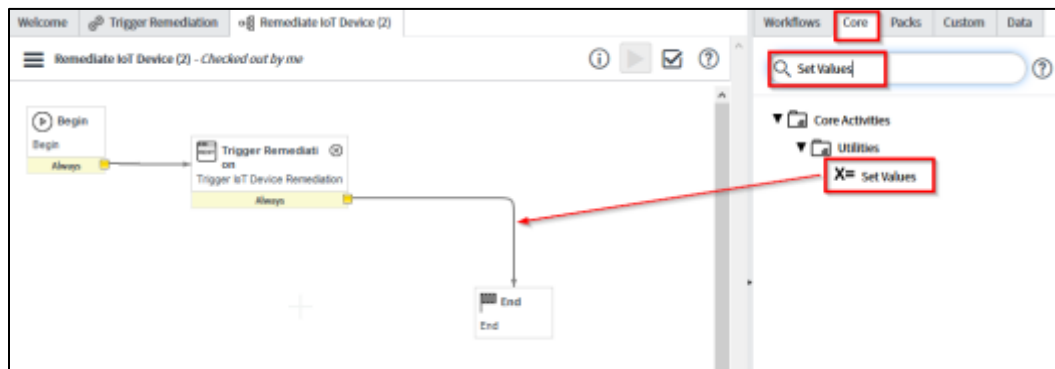 Welcome
Trigger Remediation
Remediate IoT Device (2)
Workflows
Core
Packs
Custom
Data
Remediate IoT Device (2) - Checked out by me
Set Values
Begin
Begin
Always
Trigger Remediati
on
Trigger IoT Device Remediation
Always
End
End
Core Activities
Utilities
X= Set Values